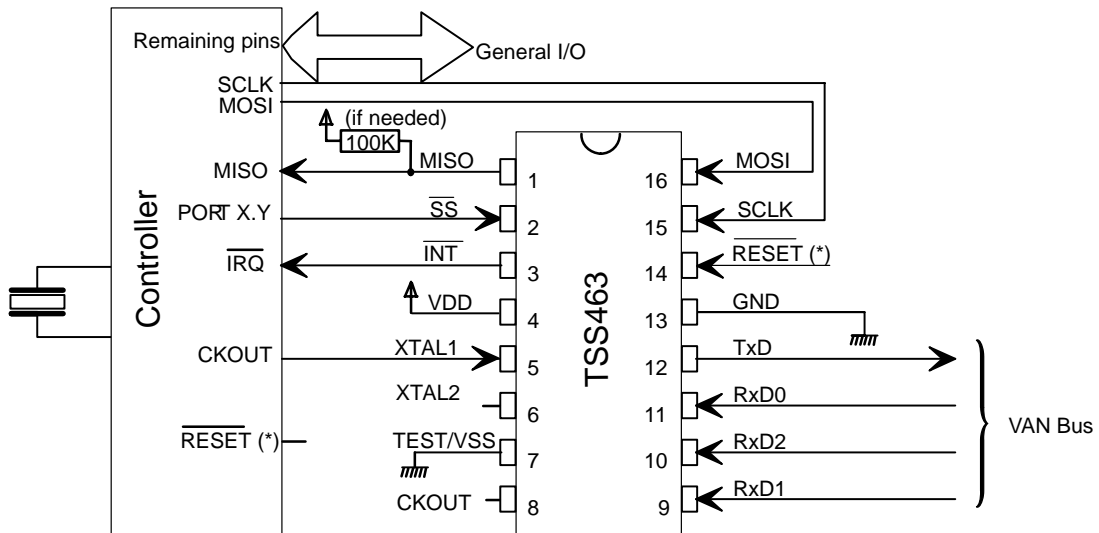 Remaining pins
General I/O
SCLK
MOSI
(if needed)
100K
MISO
MISO
MOSI
1
16
PORT X.Y
SS
SCLK
2
15
IRQ
INT
RESET (*)
3
14
Controller
TSS463
VDD
GND
4
13
CKOUT
XTAL1
TxD
5
12
XTAL2
RxD0
6
11
VAN Bus
RESET (*)
TEST/VSS
RxD2
7
10
CKOUT
RxD1
8
9